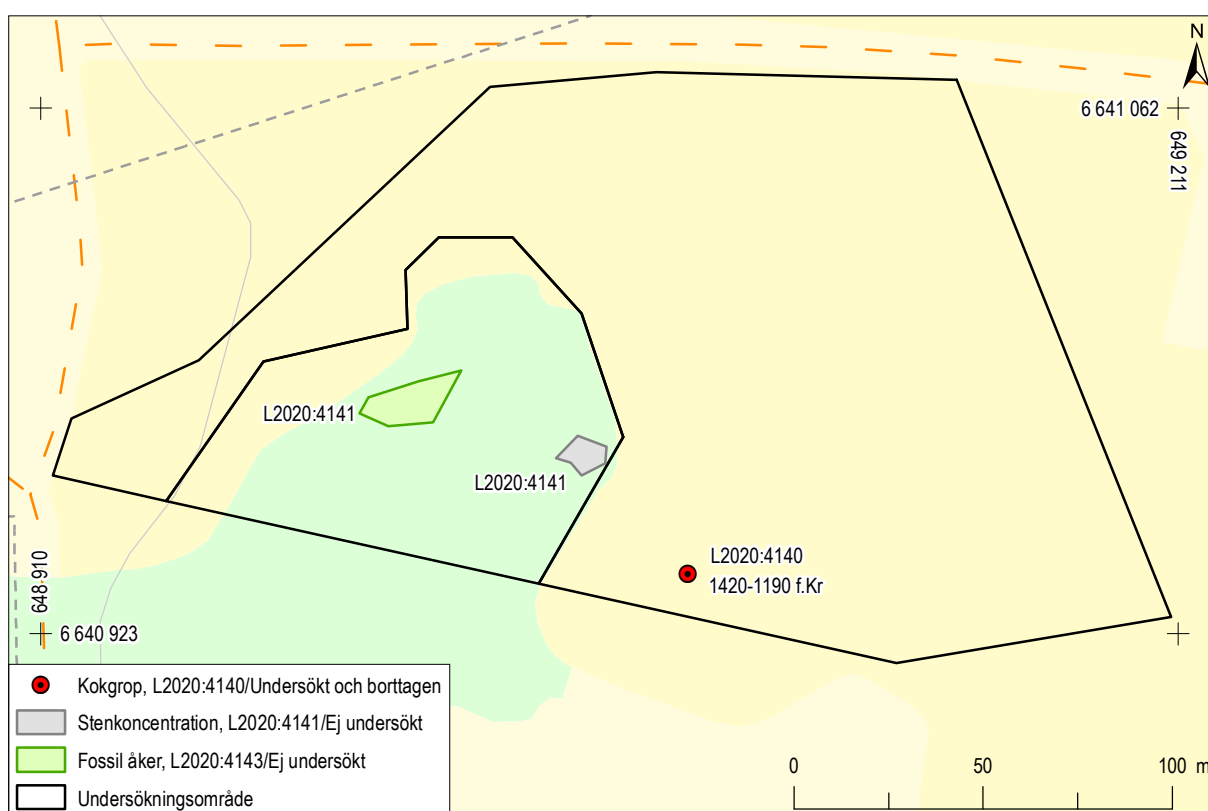 N
6 641 062
649 211
L2020:4141
L2020:4141
L2020:4140
1420-1190 f.Kr
648 910
6 640 923
Kokgrop, L2020:4140/Undersökt och borttagen
Stenkoncentration, L2020:4141/Ej undersökt
Fossil åker, L2020:4143/Ej undersökt
Undersökningsområde
0 50 100 m